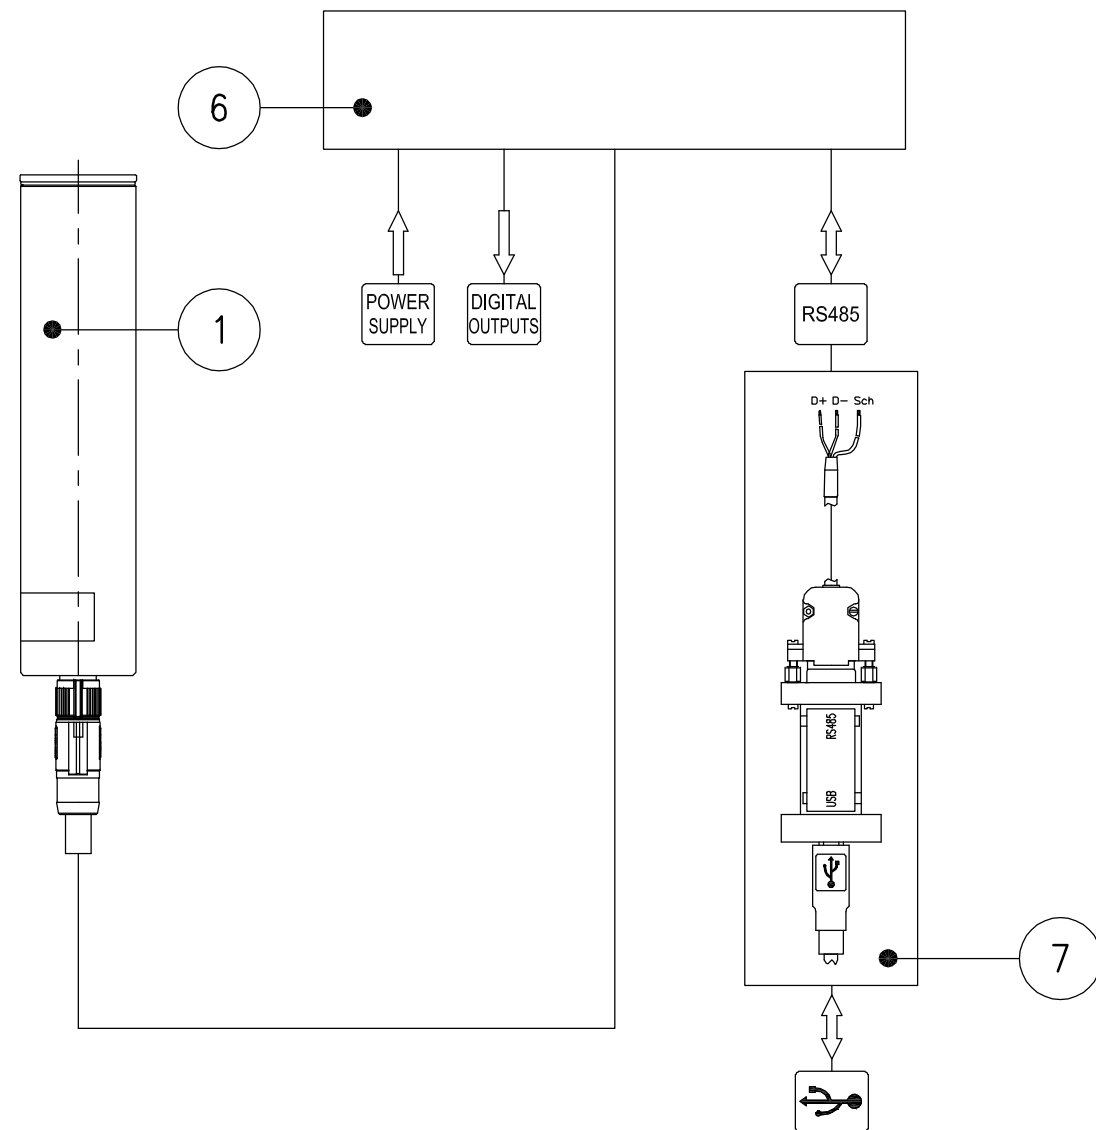 6
1
POWER
SUPPLY
DIGITAL
OUTPUTS
RS485
D+ D- Sch
RS485
USB
7